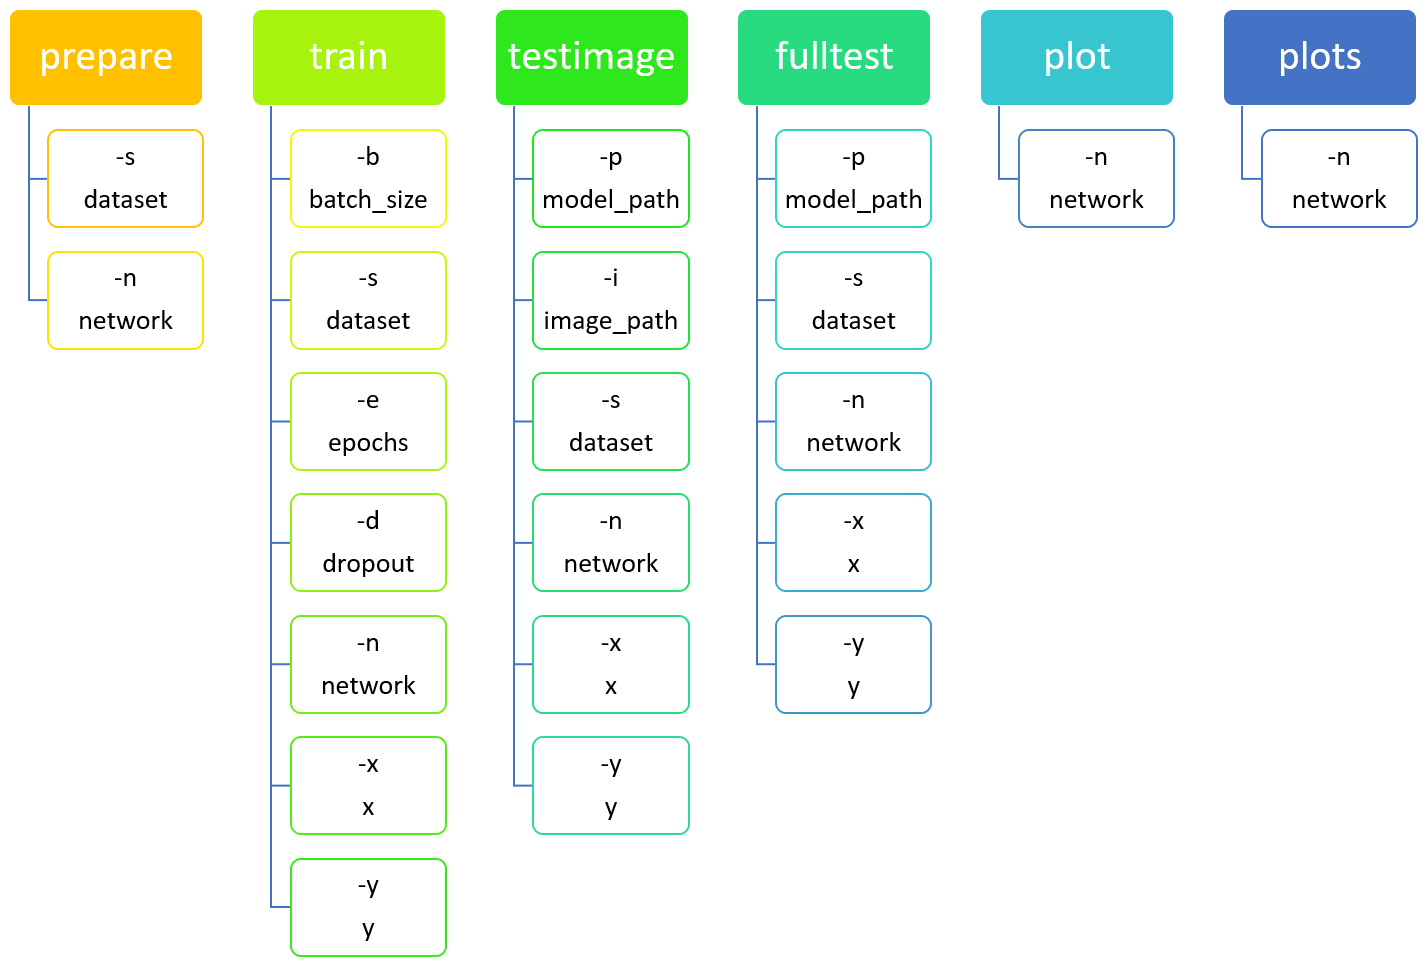 prepare
-s
dataset
-n
network
train
-b
batch_size
-s
dataset
-e
epochs
-d
dropout
-n
network
-x
x
-y
y
testimage
-p
model_path
-i
image_path
-s
dataset
-n
network
-x
x
-y
y
fulltest
-p
model_path
-s
dataset
-n
network
-x
x
-y
y
plot
-n
network
plots
-n
network